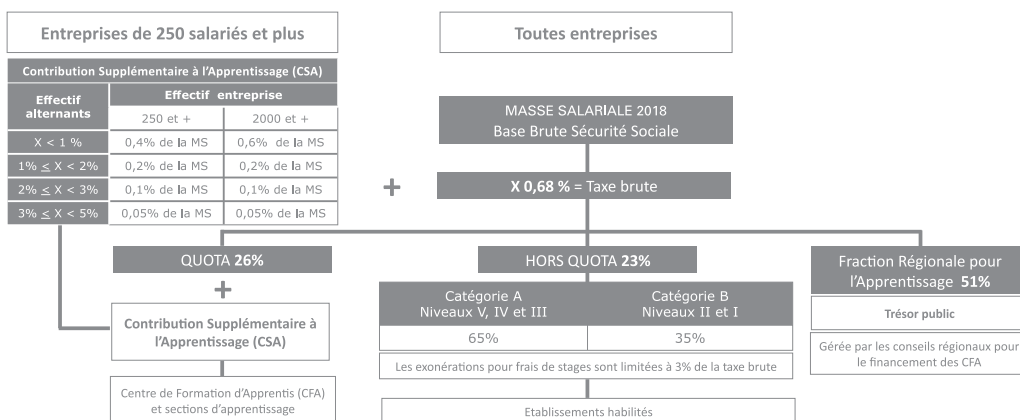 Entreprises de 250 salariés et plus
Toutes entreprises
Contribution Supplémentaire à l'Apprentissage (CSA)
Effectif alternants
Effectif entreprise
250 et +
2000 et +
X < 1 %
0,4% de la MS
0,6% de la MS
1% ≤ X < 2%
0,2% de la MS
0,2% de la MS
2% ≤ X < 3%
0,1% de la MS
0,1% de la MS
3% ≤ X < 5%
0,05% de la MS
0,05% de la MS
+
MASSE SALARIALE 2018
Base Brute Sécurité Sociale
X 0,68 % = Taxe brute
QUOTA 26%
+
Contribution Supplémentaire à
l'Apprentissage (CSA)
Centre de Formation d'Apprentis (CFA)
et sections d'apprentissage
HORS QUOTA 23%
Catégorie A
Niveaux V, IV et III
Catégorie B
Niveaux II et I
65%
35%
Les exonérations pour frais de stages sont limitées à 3% de la taxe brute
Etablissements habilités
Fraction Régionale pour
l'Apprentissage 51%
Trésor public
Gérée par les conseils régionaux pour
le financement des CFA